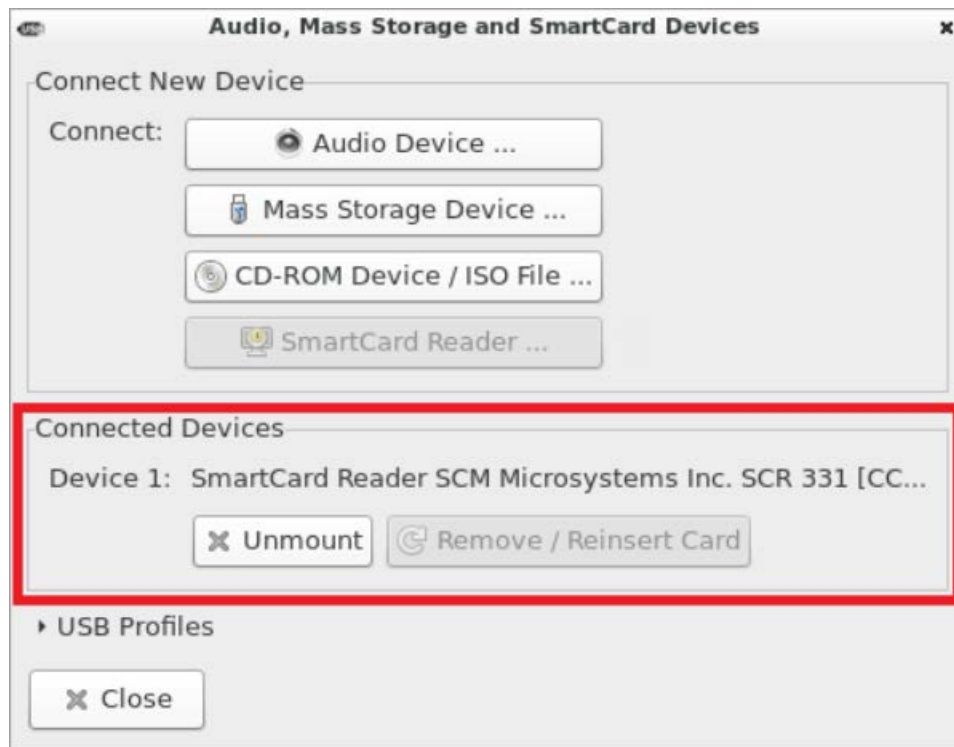 Audio, Mass Storage and SmartCard Devices
Connect New Device
Connect:
Audio Device ...
Mass Storage Device ...
CD-ROM Device / ISO File ...
SmartCard Reader ...
Connected Devices
Device 1: SmartCard Reader SCM Microsystems Inc. SCR 331 [CC...
Unmount Remove / Reinsert Card
USB Profiles
Close